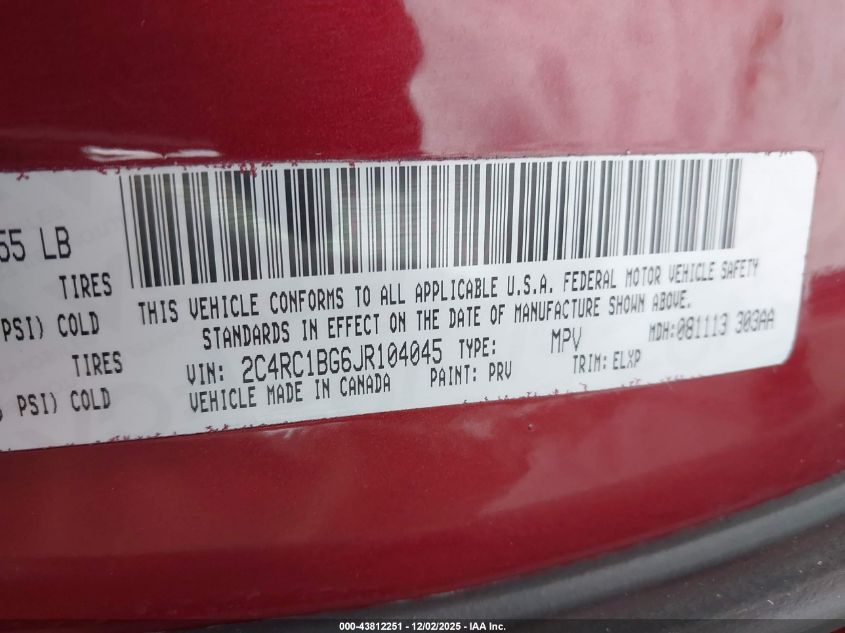 55 LB
TIRES
PSI) COLD
TIRES
PSI) COLD
THIS VEHICLE CONFORMS TO ALL APPLICABLE U.S.A. FEDERAL MOTOR VEHICLE SAFETY
STANDARDS IN EFFECT ON THE DATE OF MANUFACTURE SHOWN ABOVE.
VIN: 2C4RC1BG6JR104045 TYPE: MPV MDH:081113 303AA
VEHICLE MADE IN CANADA PAINT: PRV TRIM: ELXP
000-43812251 - 12/02/2025 - IAA Inc.